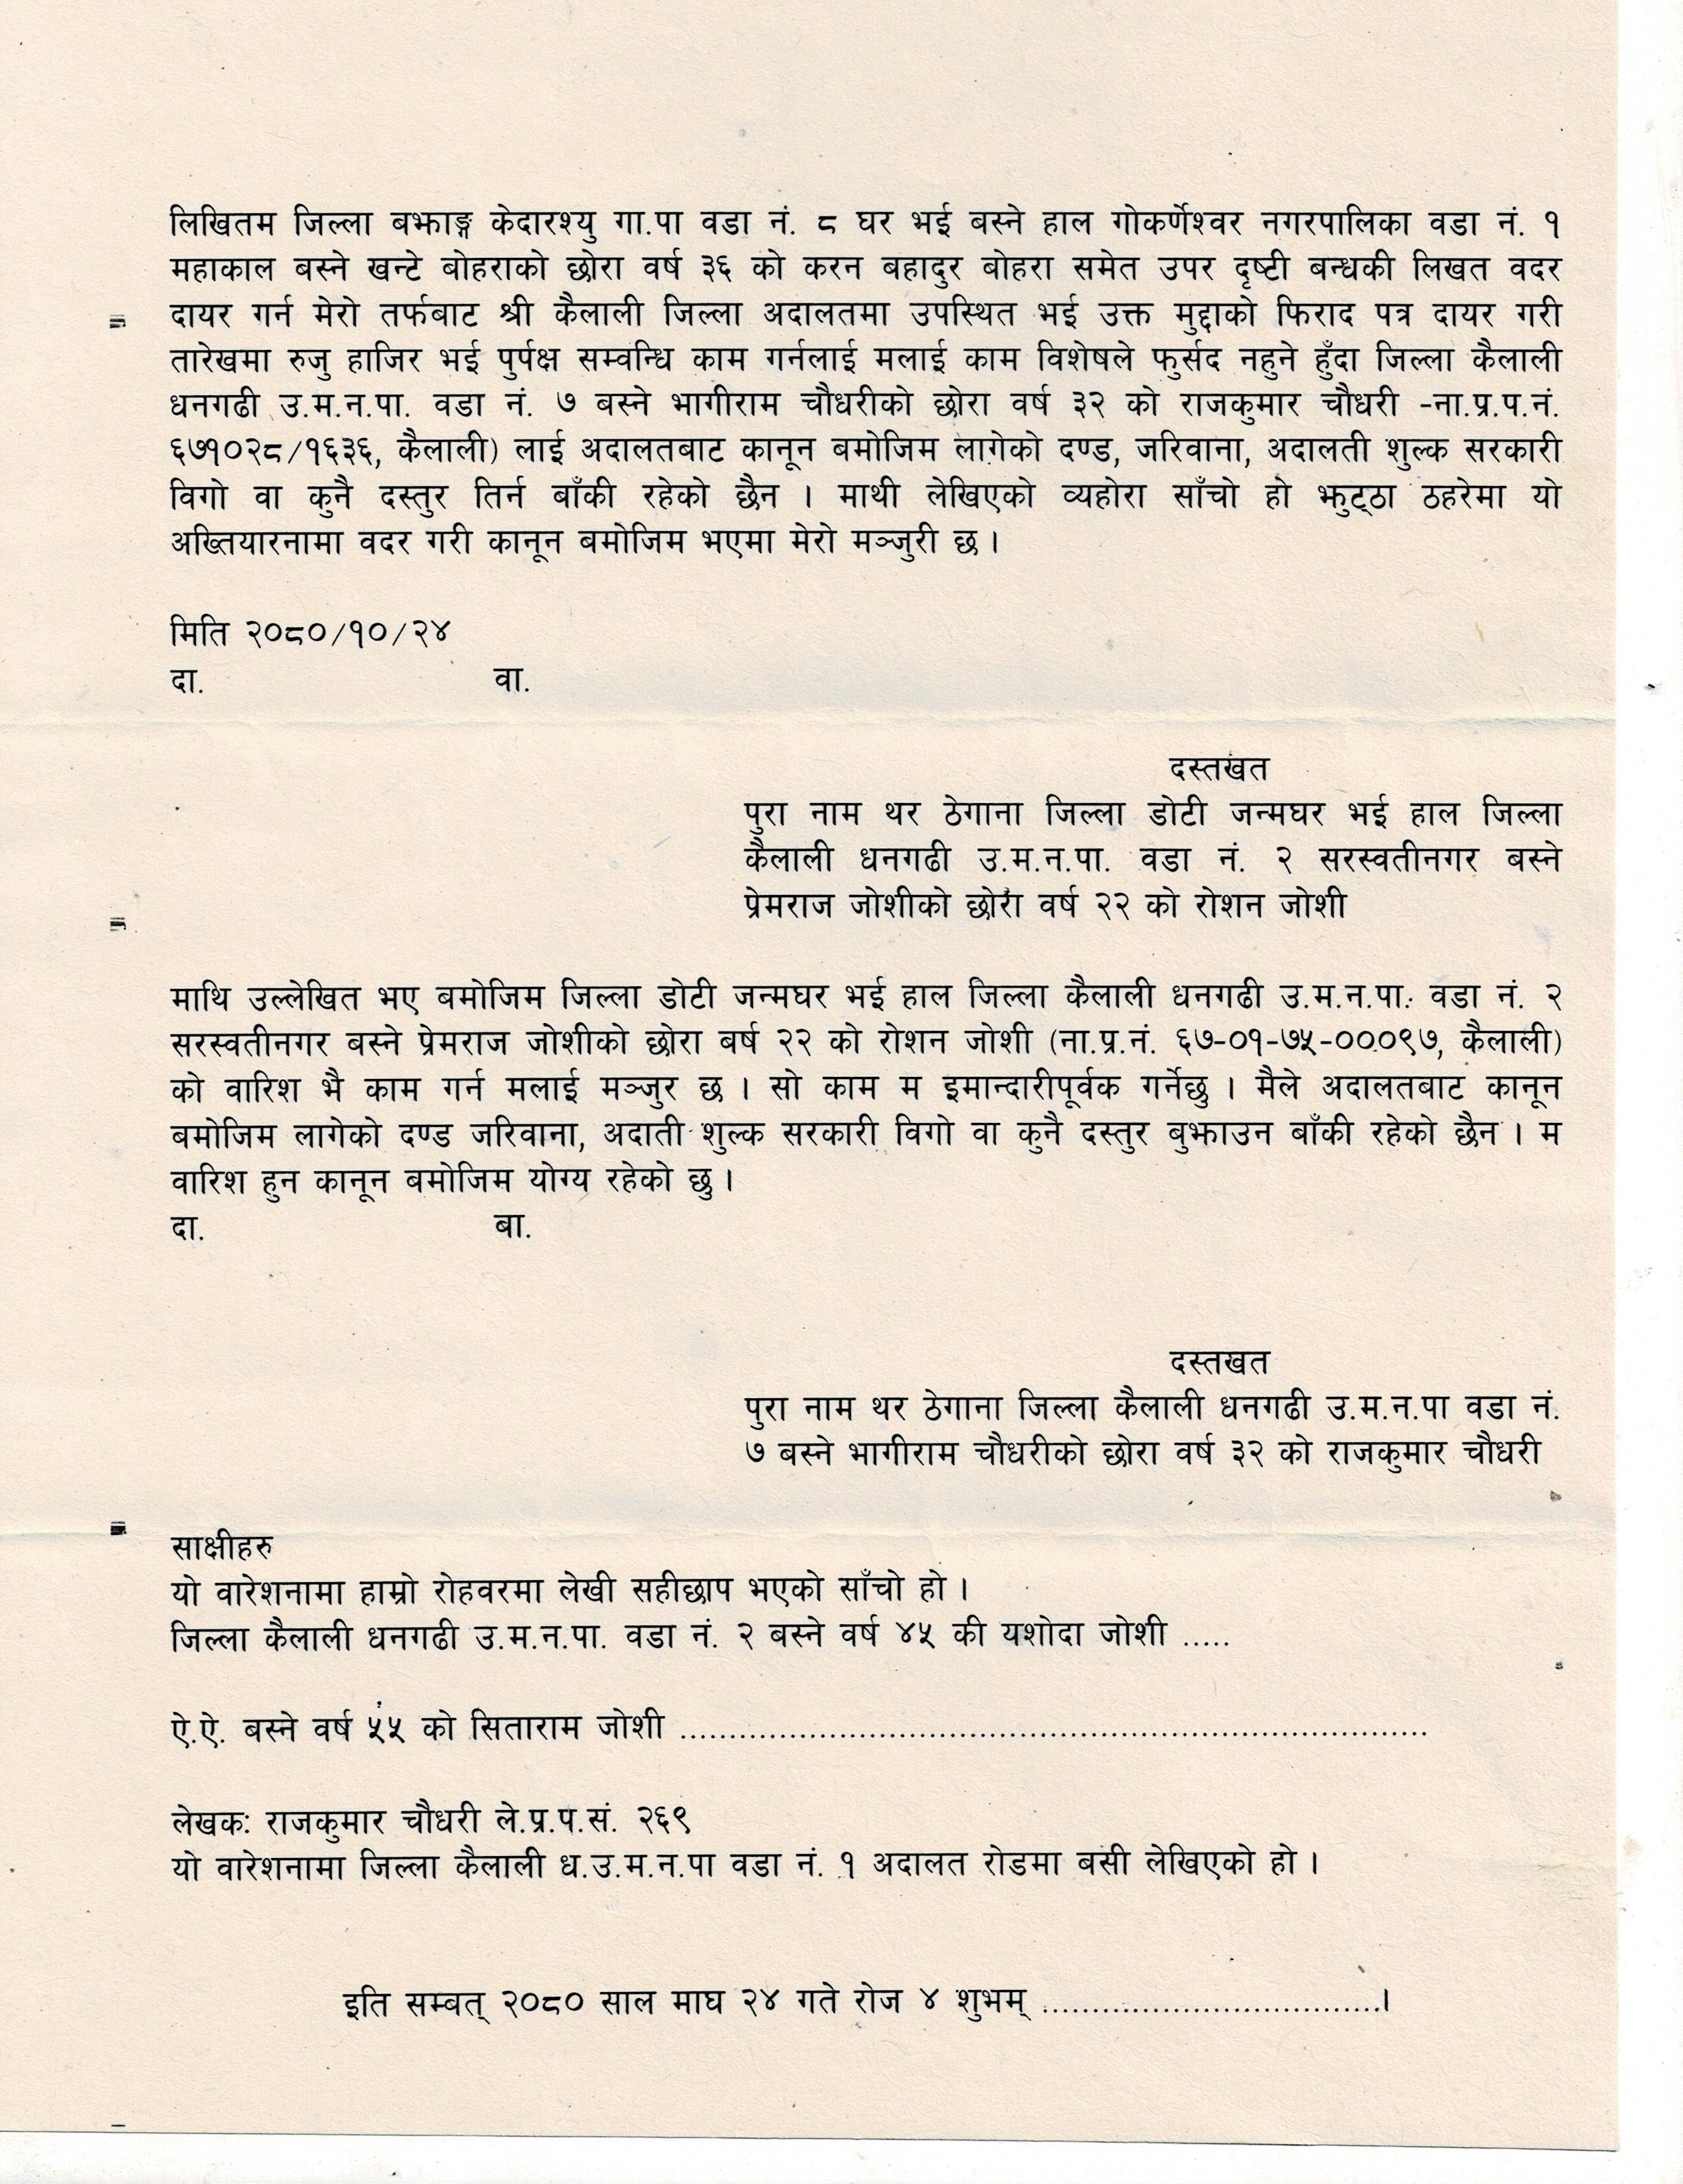 लिखितम जिल्ला बझाङ्ग केदारश्यु गा.पा वडा नं. ८ घर भई बस्ने हाल गोकर्णेश्वर नगरपालिका वडा नं. १
महाकाल बस्ने खन्टे बोहराको छोरा वर्ष ३६ को करन बहादुर बोहरा समेत उपर दृष्टी बन्धकी लिखत वदर
दायर गर्न मेरो तर्फबाट श्री कैलाली जिल्ला अदालतमा उपस्थित भई उक्त मुद्दाको फिराद पत्र दायर गरी
तारेखमा रुजु हाजिर भई पुर्पक्ष सम्वन्धि काम गर्नलाई मलाई काम विशेषले फुर्सद नहुने हुँदा जिल्ला कैलाली
धनगढी उ.म.न.पा. वडा नं. ७ बस्ने भागीराम चौधरीको छोरा वर्ष ३२ को राजकुमार चौधरी -ना.प्र.प.नं.
६७१०२८/१६३६, कैलाली) लाई अदालतबाट कानून बमोजिम लागेको दण्ड, जरिवाना, अदालती शुल्क सरकारी
विगो वा कुनै दस्तुर तिर्न बाँकी रहेको छैन । माथी लेखिएको व्यहोरा साँचो हो झुट्ठा ठहरेमा यो
अख्तियारनामा वदर गरी कानून बमोजिम भएमा मेरो मञ्जुरी छ ।
मिति २०८०/१०/२४
दा. वा.
दस्तखत
पुरा नाम थर ठेगाना जिल्ला डोटी जन्मघर भई हाल जिल्ला
कैलाली धनगढी उ.म.न.पा. वडा नं. २ सरस्वतीनगर बस्ने
प्रेमराज जोशीको छोरा वर्ष २२ को रोशन जोशी
माथि उल्लेखित भए बमोजिम जिल्ला डोटी जन्मघर भई हाल जिल्ला कैलाली धनगढी उ.म.न.पा. वडा नं. २
सरस्वतीनगर बस्ने प्रेमराज जोशीको छोरा बर्ष २२ को रोशन जोशी (ना.प्र.नं. ६७-०१-७५-०००९७, कैलाली)
को वारिश भै काम गर्न मलाई मञ्जुर छ । सो काम म इमान्दारीपूर्वक गर्नेछु । मैले अदालतबाट कानून
बमोजिम लागेको दण्ड जरिवाना, अदाती शुल्क सरकारी विगो वा कुनै दस्तुर बुझाउन बाँकी रहेको छैन । म
वारिश हुन कानून बमोजिम योग्य रहेको छु ।
दा. बा.
दस्तखत
पुरा नाम थर ठेगाना जिल्ला कैलाली धनगढी उ.म.न.पा वडा नं.
७ बस्ने भागीराम चौधरीको छोरा वर्ष ३२ को राजकुमार चौधरी
साक्षीहरु
यो वारेशनामा हाम्रो रोहवरमा लेखी सहीछाप भएको साँचो हो ।
जिल्ला कैलाली धनगढी उ.म.न.पा. वडा नं. २ बस्ने वर्ष ४५ की यशोदा जोशी .....
ऐ.ऐ. बस्ने वर्ष ५५ को सिताराम जोशी ............................................................................
लेखक: राजकुमार चौधरी ले.प्र.प.सं. २६९
यो वारेशनामा जिल्ला कैलाली ध.उ.म.न.पा वडा नं. १ अदालत रोडमा बसी लेखिएको हो ।
इति सम्बत् २०८० साल माघ २४ गते रोज ४ शुभम् ..................................।